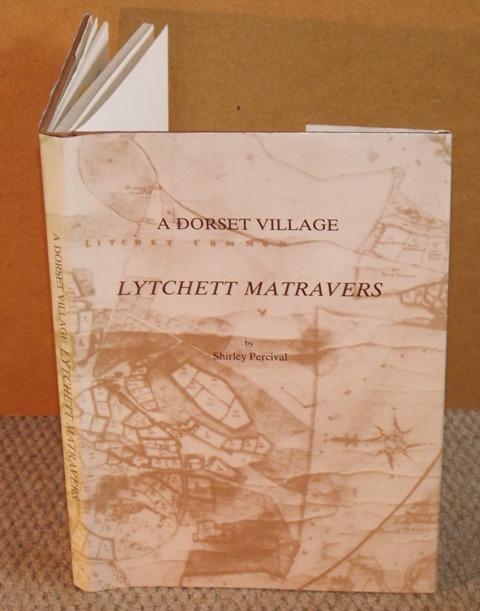 A DORSET VILLAGE
LITCHET COMMON
LYTCHETT MATRAVERS
by
Shirley Percival
A DORSET VILLAGE LYTCHETT MATRAVERS